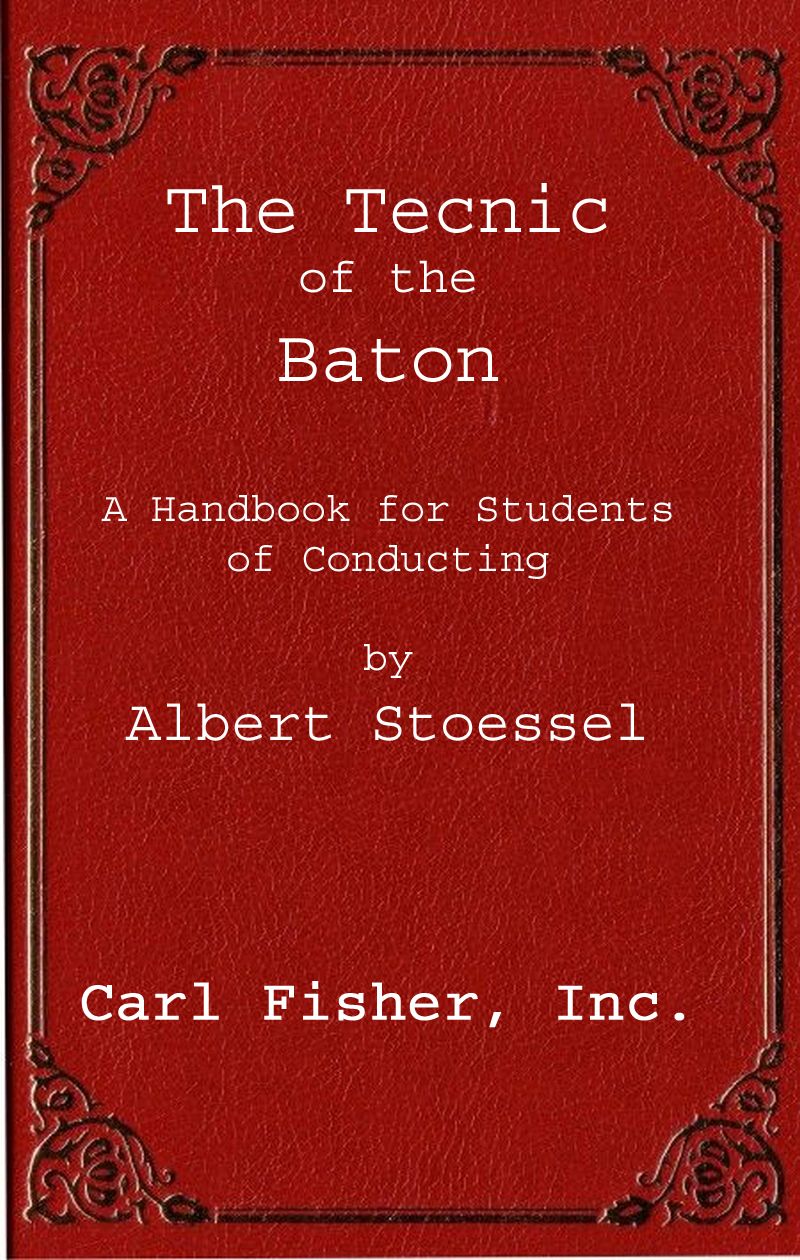 The Tecnic
of the
Baton
A Handbook for Students
of Conducting
by
Albert Stoessel
Carl Fisher, Inc.